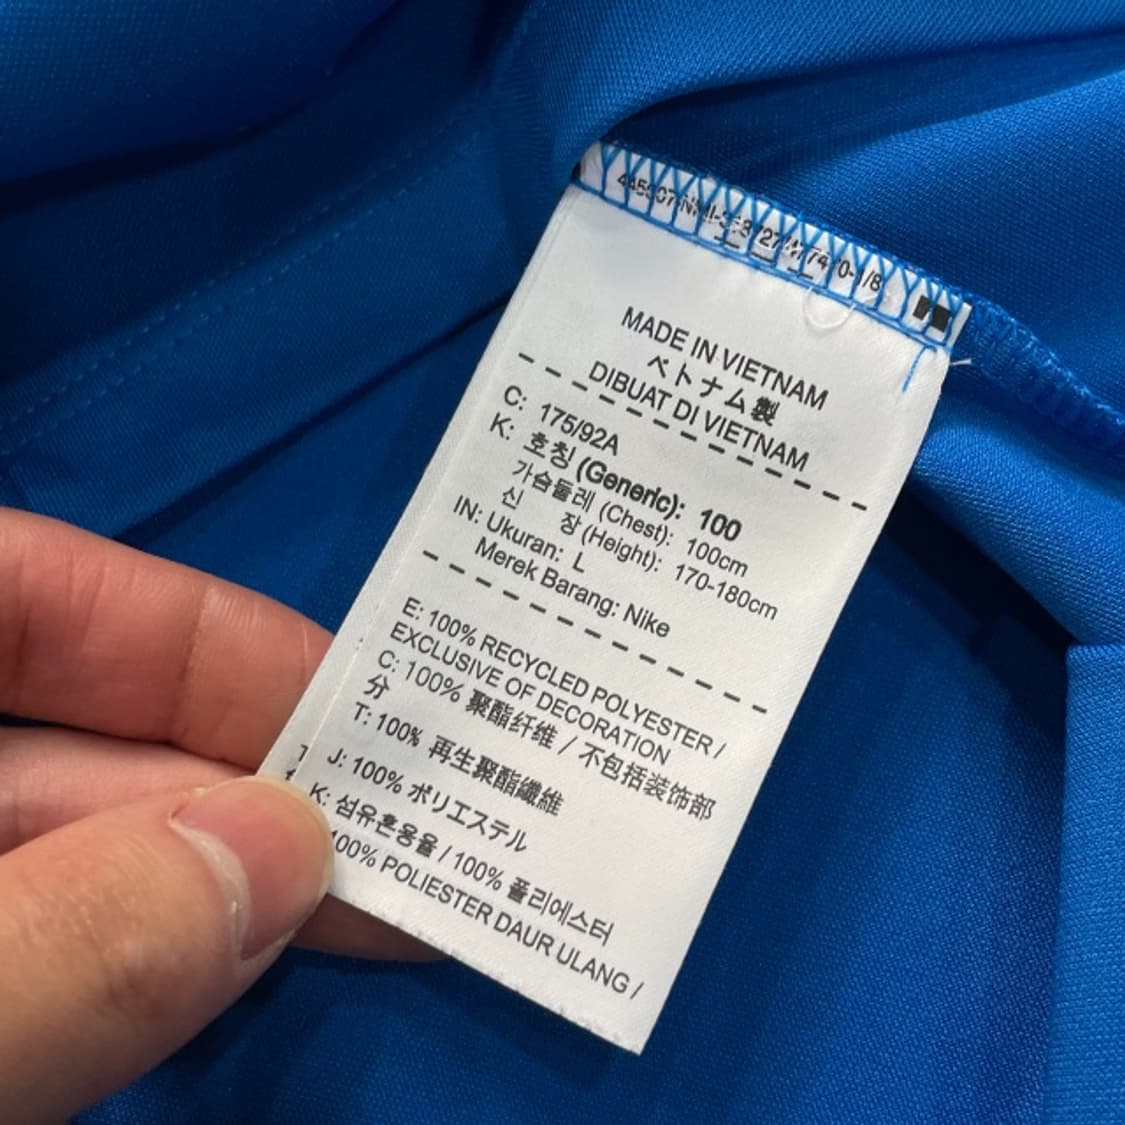 MADE IN VIETNAM
ベトナム製
DIBUAT DI VIETNAM
C: 175/92A
K: 호칭 (Generic): 100
가슴둘레 (Chest): 100cm
신 장 (Height): 170-180cm
IN: Ukuran: L
Merek Barang: Nike
E: 100% RECYCLED POLYESTER /
EXCLUSIVE OF DECORATION
C: 100% 聚酯纤维 / 不包括装饰部
分
T: 100% 再生聚酯纖維
J: 100% ポリエステル
K: 섬유혼용율 / 100% 폴리에스터
100% POLIESTER DAUR ULANG /